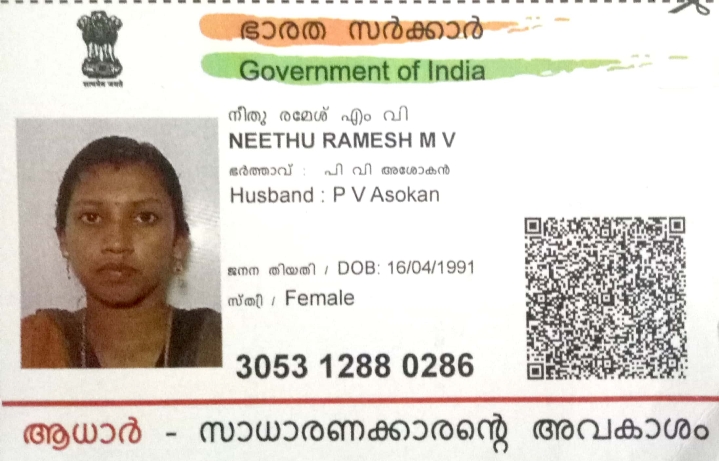 ഭാരത സർക്കാർ
Government of India
सत्यमेव जयते
നീതു രമേശ് എം വി
NEETHU RAMESH M V
ഭർത്താവ് : പി വി അശോകൻ
Husband : P V Asokan
ജനന തിയതി / DOB: 16/04/1991
സ്ത്രീ / Female
3053 1288 0286
ആധാർ - സാധാരണക്കാരന്റെ അവകാശം